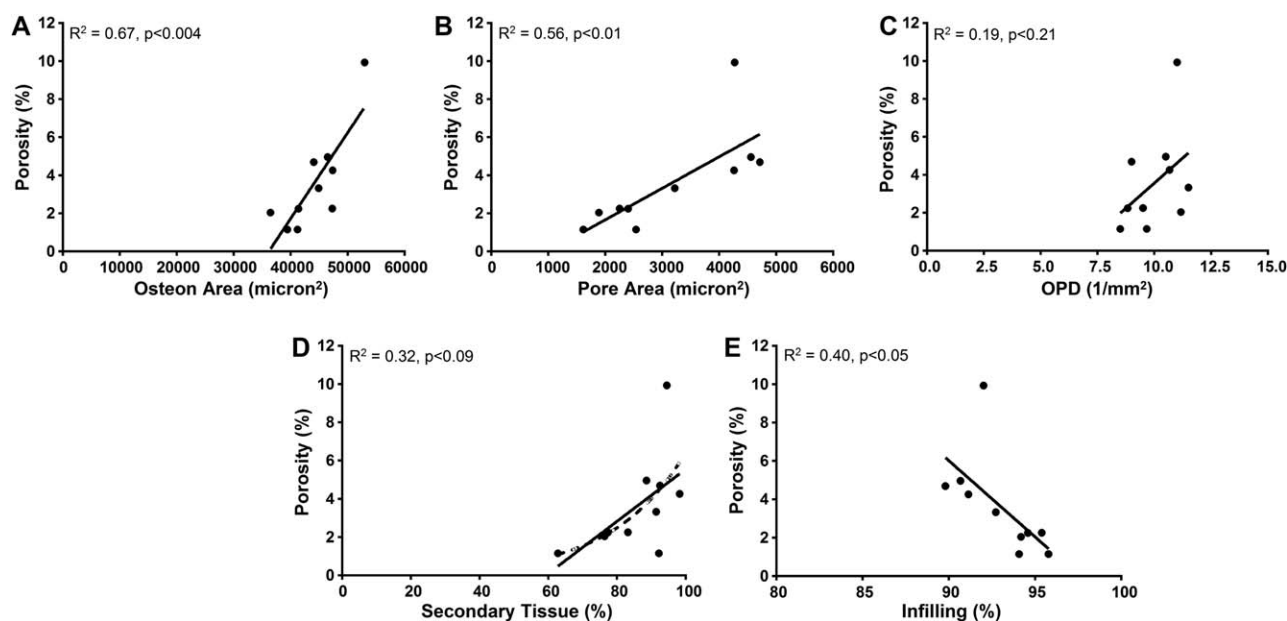 A
R² = 0.67, p<0.004
12
10
8
6
4
2
0
Porosity (%)
0 10000 20000 30000 40000 50000 60000
Osteon Area (micron²)
B
R² = 0.56, p<0.01
12
10
8
6
4
2
0
Porosity (%)
0 2000 4000 6000
Pore Area (micron²)
C
R² = 0.19, p<0.21
12
10
8
6
4
2
0
Porosity (%)
0.0 2.5 5.0 7.5 10.0 12.5 15.0
OPD (1/mm²)
D
R² = 0.32, p<0.09
12
10
8
6
4
2
0
Porosity (%)
0 20 40 60 80 100
Secondary Tissue (%)
E
R² = 0.40, p<0.05
12
10
8
6
4
2
0
Porosity (%)
80 85 90 95 100
Infilling (%)